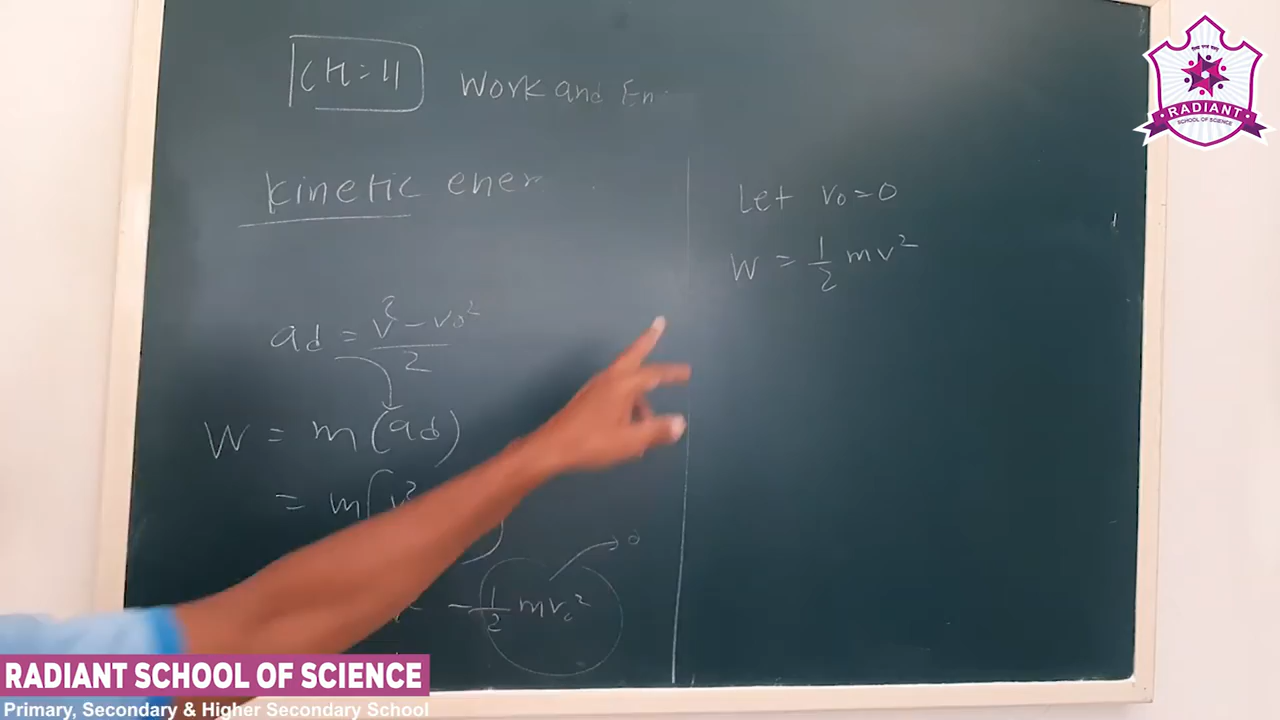 CH=11 Work and En
Kinetic ener
ad = v² - v₀² / 2
W = m(ad)
= m(v²
- 1/2 mv₀² → 0
Let v₀ = 0
W = 1/2 mv²
RADIANT
SCHOOL OF SCIENCE
RADIANT SCHOOL OF SCIENCE
Primary, Secondary & Higher Secondary School